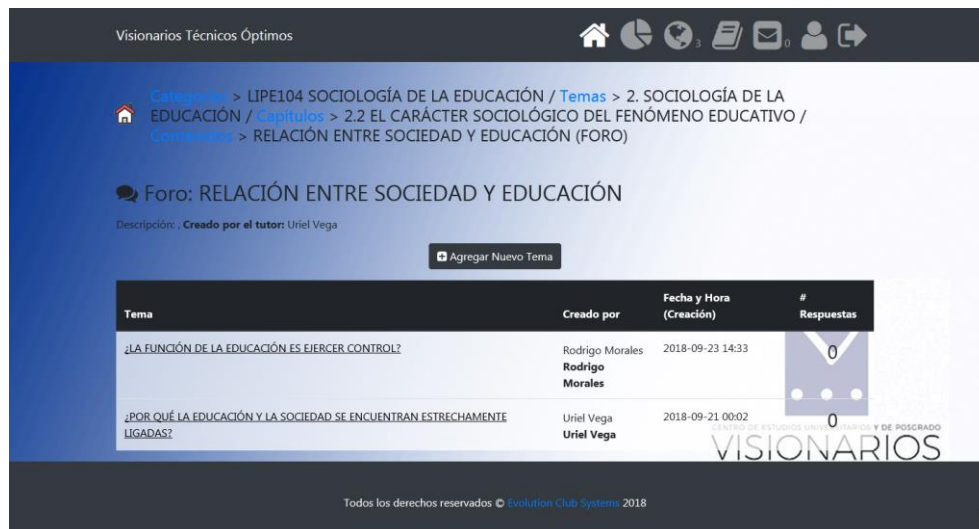 Visionarios Técnicos Óptimos
3
0
Categorías > LIPE104 SOCIOLOGÍA DE LA EDUCACIÓN / Temas > 2. SOCIOLOGÍA DE LA
EDUCACIÓN / Capítulos > 2.2 EL CARÁCTER SOCIOLÓGICO DEL FENÓMENO EDUCATIVO /
Contenidos > RELACIÓN ENTRE SOCIEDAD Y EDUCACIÓN (FORO)
Foro: RELACIÓN ENTRE SOCIEDAD Y EDUCACIÓN
Descripción: , Creado por el tutor: Uriel Vega
Agregar Nuevo Tema
Tema
Creado por
Fecha y Hora
(Creación)
#
Respuestas
¿LA FUNCIÓN DE LA EDUCACIÓN ES EJERCER CONTROL?
Rodrigo Morales
Rodrigo
Morales
2018-09-23 14:33
0
¿POR QUÉ LA EDUCACIÓN Y LA SOCIEDAD SE ENCUENTRAN ESTRECHAMENTE
LIGADAS?
Uriel Vega
Uriel Vega
2018-09-21 00:02
0
CENTRO DE ESTUDIOS UNIVERSITARIOS Y DE POSGRADO
VISIONARIOS
Todos los derechos reservados © Evolution Club Systems 2018